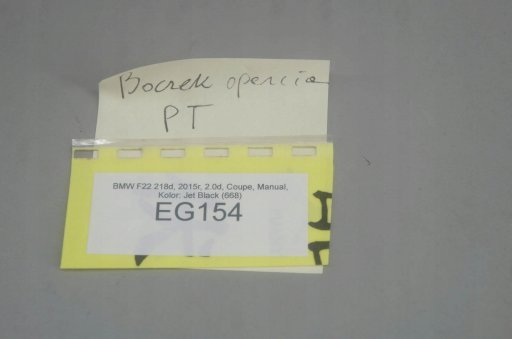 Boczek oparcia
PT
BMW F22 218d, 2015r, 2.0d, Coupe, Manual,
Kolor: Jet Black (668)
EG154